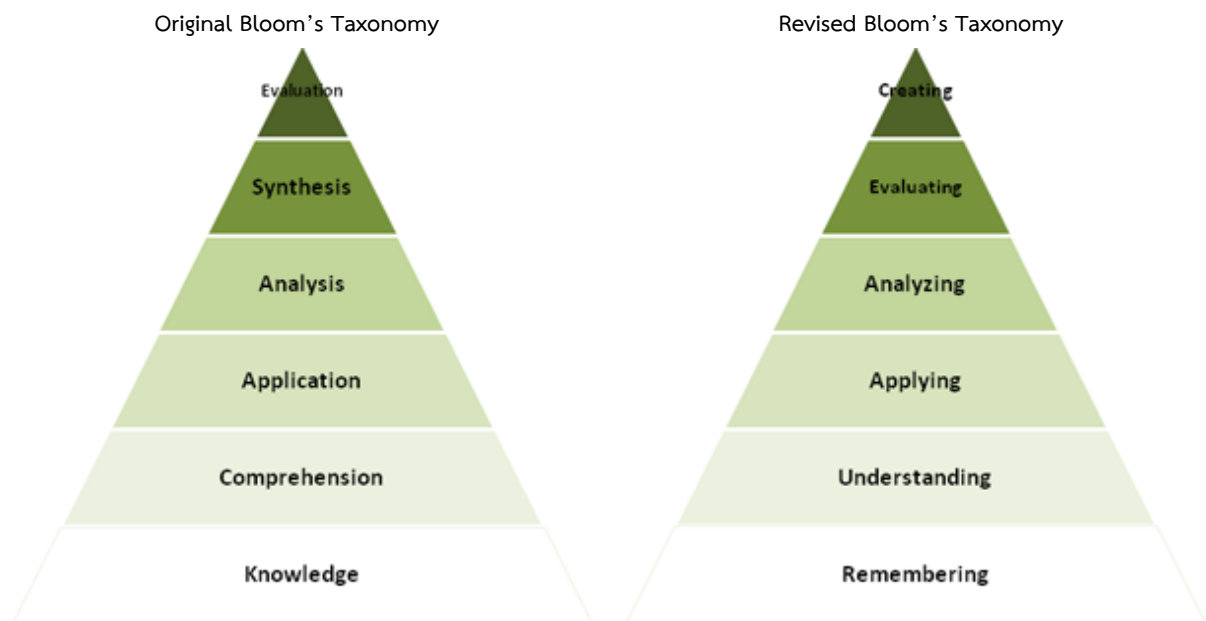 Original Bloom’s Taxonomy
Evaluation
Synthesis
Analysis
Application
Comprehension
Knowledge
Revised Bloom’s Taxonomy
Creating
Evaluating
Analyzing
Applying
Understanding
Remembering